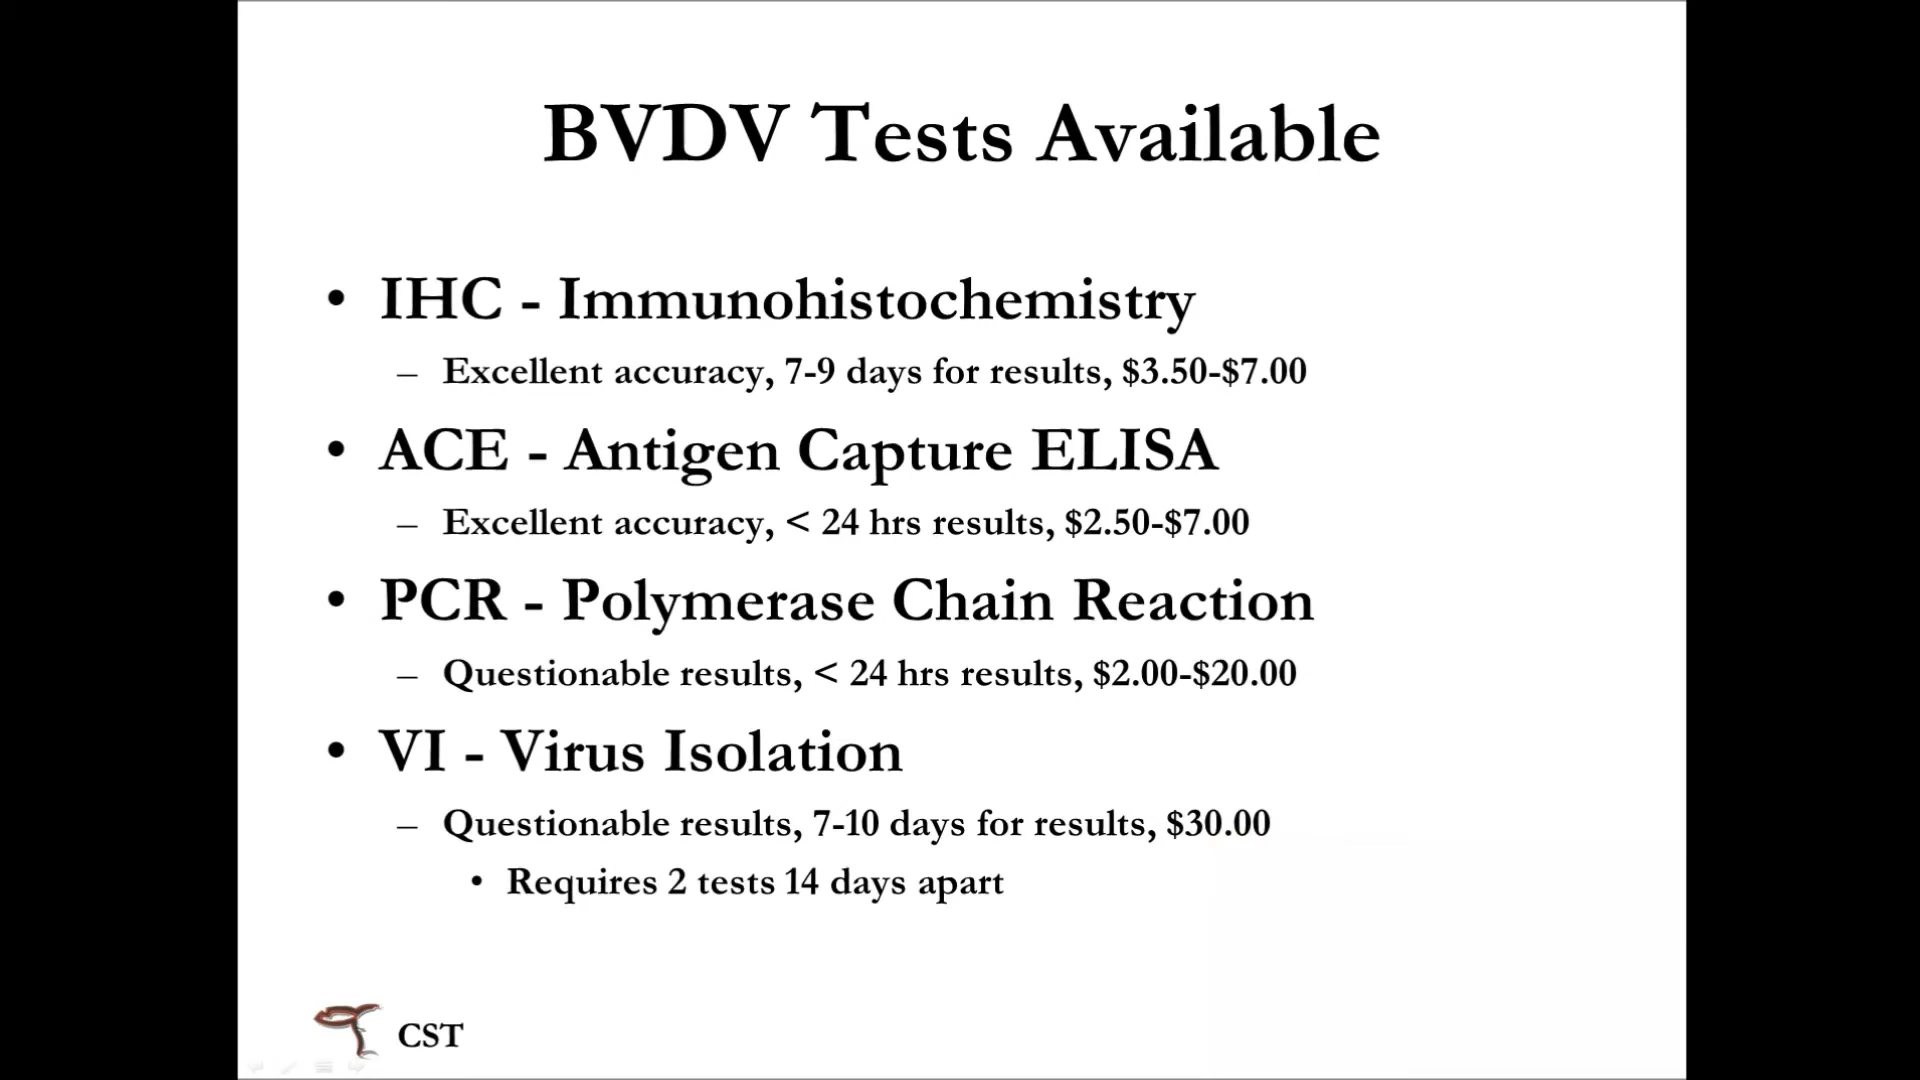 BVDV Tests Available
• IHC - Immunohistochemistry
– Excellent accuracy, 7-9 days for results, $3.50-$7.00
• ACE - Antigen Capture ELISA
– Excellent accuracy, < 24 hrs results, $2.50-$7.00
• PCR - Polymerase Chain Reaction
– Questionable results, < 24 hrs results, $2.00-$20.00
• VI - Virus Isolation
– Questionable results, 7-10 days for results, $30.00
• Requires 2 tests 14 days apart
CST